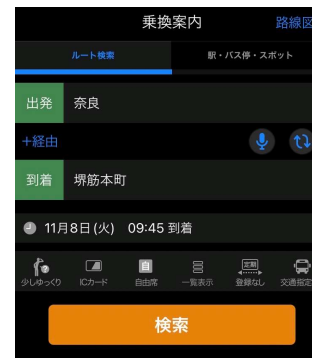 乗換案内 路線図
ルート検索 駅・バス停・スポット
出発 奈良
+経由
到着 堺筋本町
11月8日(火) 09:45 到着
自
定期
少しゆっくり ICカード 自由席 一覧表示 登録なし 交通指定
検索